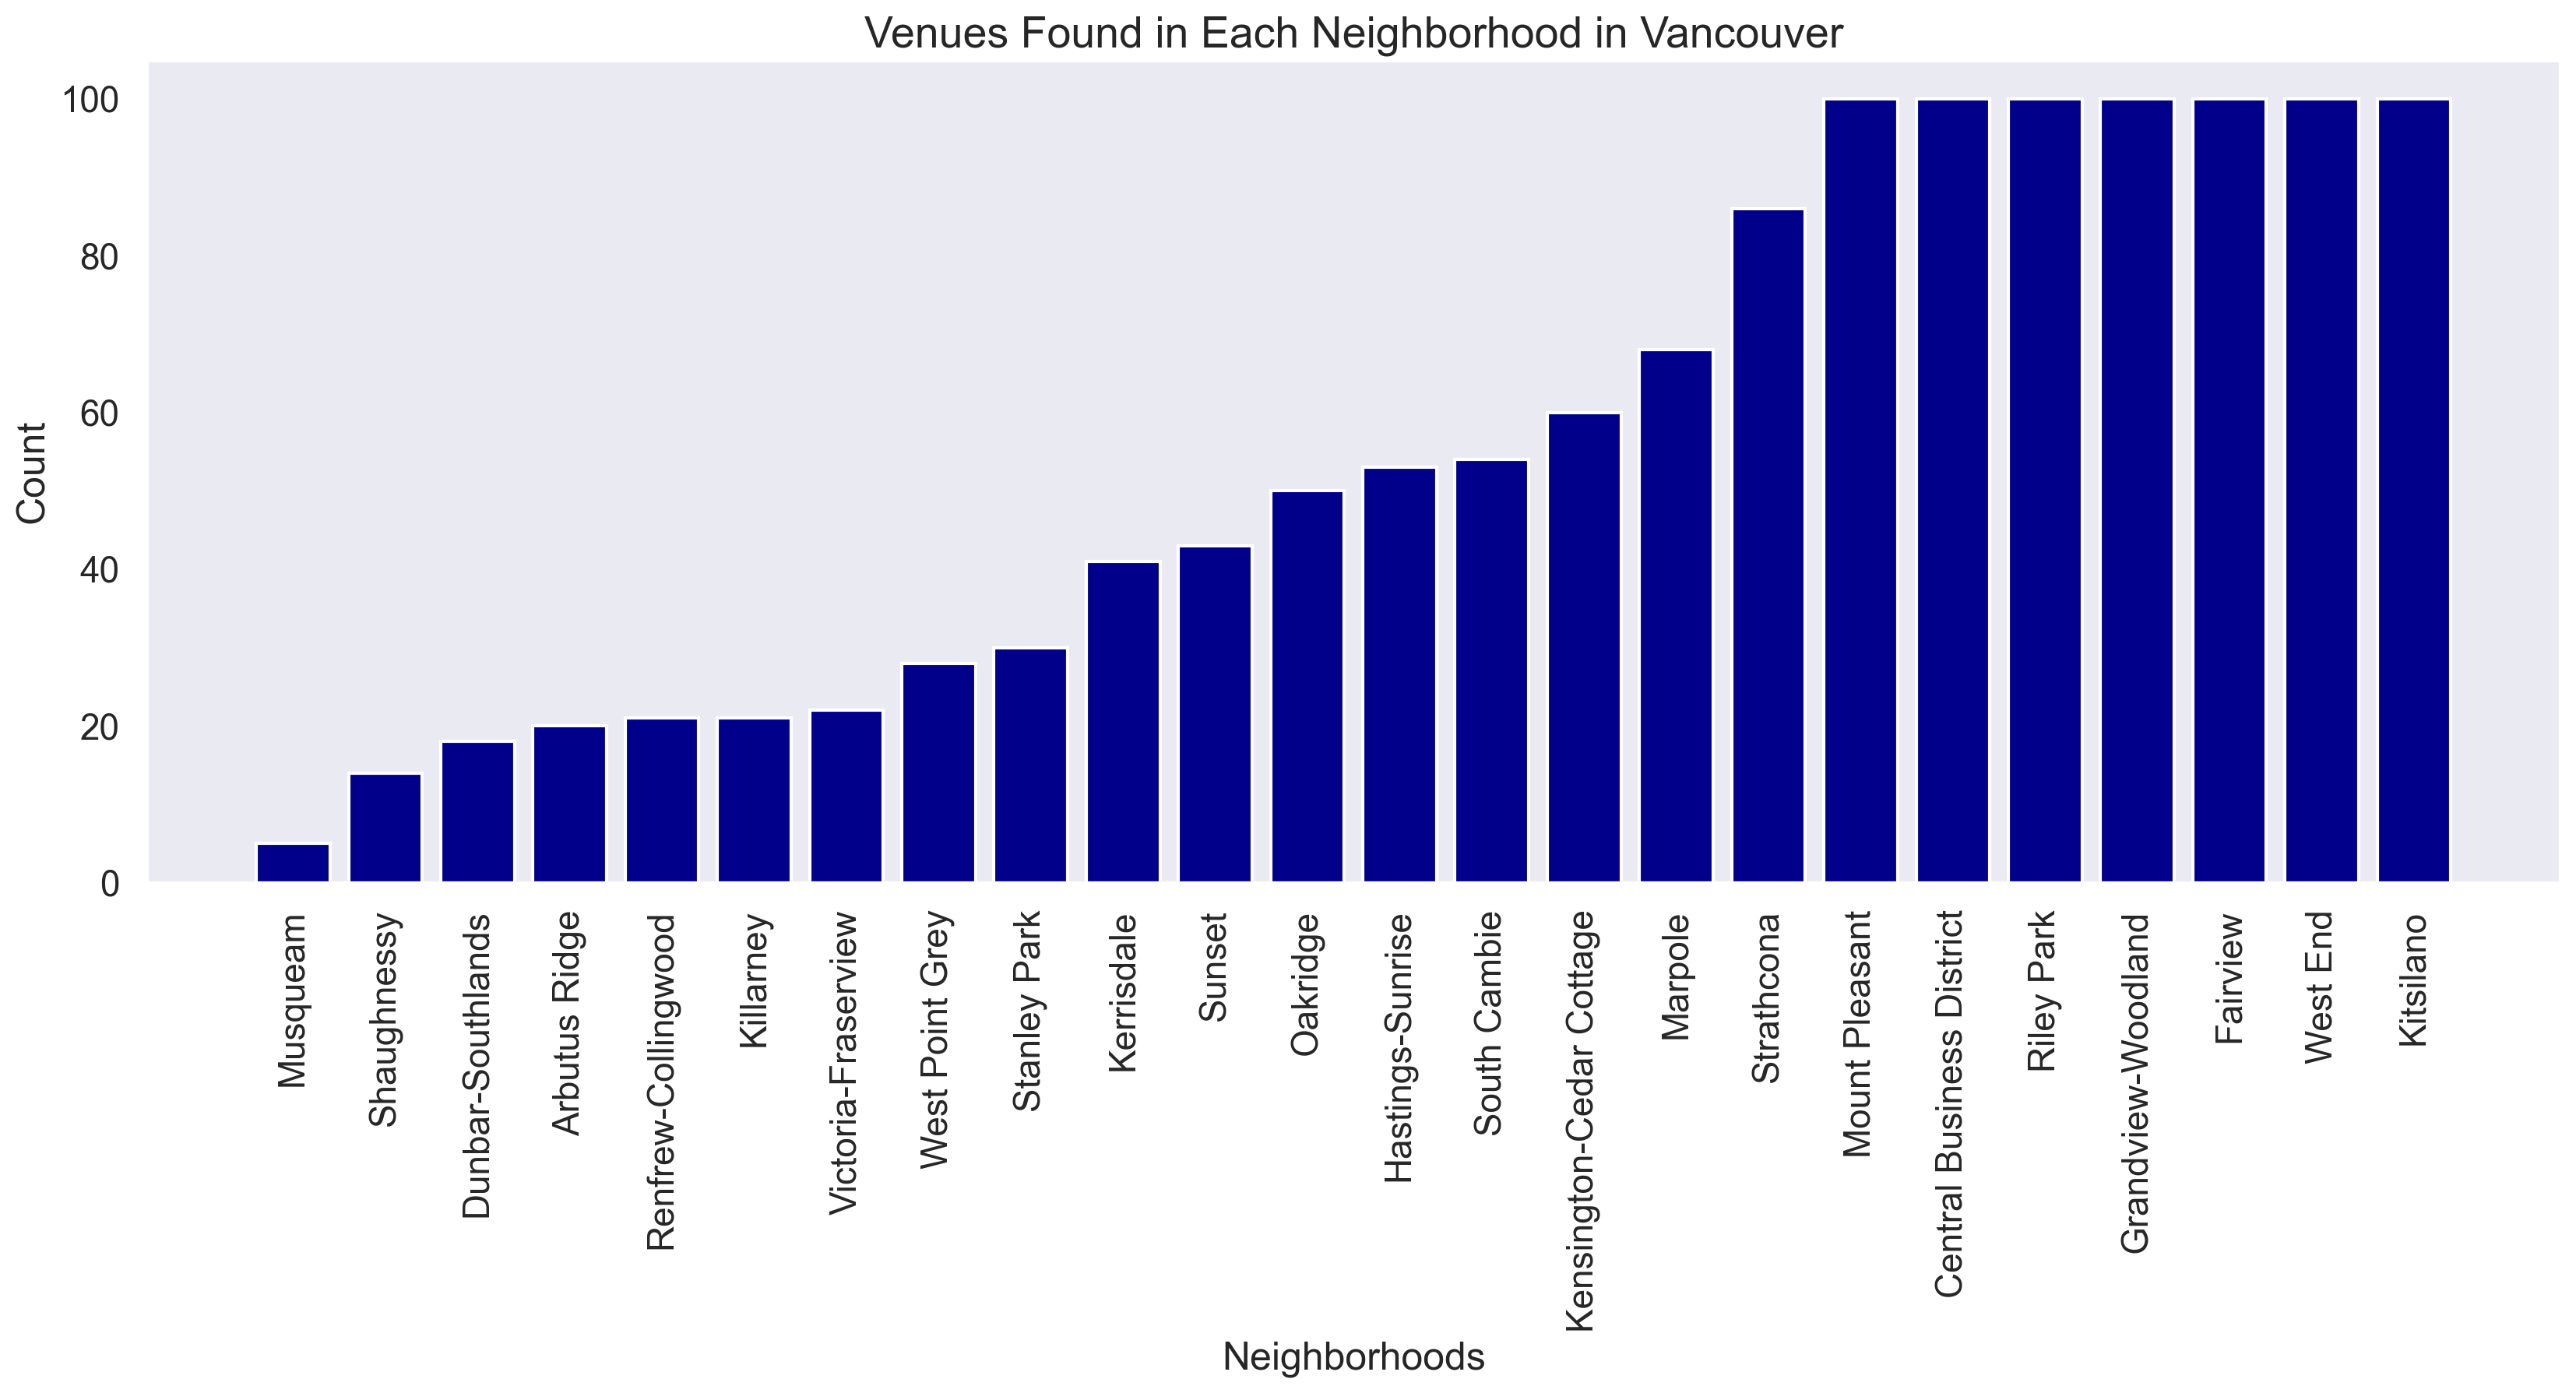 Venues Found in Each Neighborhood in Vancouver
100
80
60
40
20
0
Count
Musqueam
Shaughnessy
Dunbar-Southlands
Arbutus Ridge
Renfrew-Collingwood
Killarney
Victoria-Fraserview
West Point Grey
Stanley Park
Kerrisdale
Sunset
Oakridge
Hastings-Sunrise
South Cambie
Kensington-Cedar Cottage
Marpole
Strathcona
Mount Pleasant
Central Business District
Riley Park
Grandview-Woodland
Fairview
West End
Kitsilano
Neighborhoods